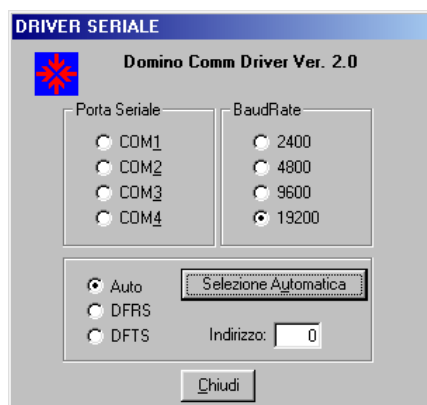 DRIVER SERIALE
Domino Comm Driver Ver. 2.0
Porta Seriale
COM1
COM2
COM3
COM4
BaudRate
2400
4800
9600
19200
Auto
DFRS
DFTS
Selezione Automatica
Indirizzo: 0
Chiudi